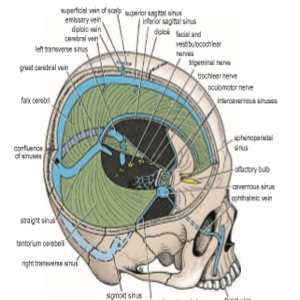 superficial vein of scalp
emissary vein
diploic vein
cerebral vein
left transverse sinus
great cerebral vein
falx cerebri
confluence
of sinuses
straight sinus
tentorium cerebelli
right transverse sinus
sigmoid sinus
superior sagittal sinus
inferior sagittal sinus
diploë
facial and
vestibulocochlear
nerves
trigeminal nerve
trochlear nerve
oculomotor nerve
intercavernous sinuses
sphenoparietal
sinus
olfactory bulb
cavernous sinus
ophthalmic vein
facial vein